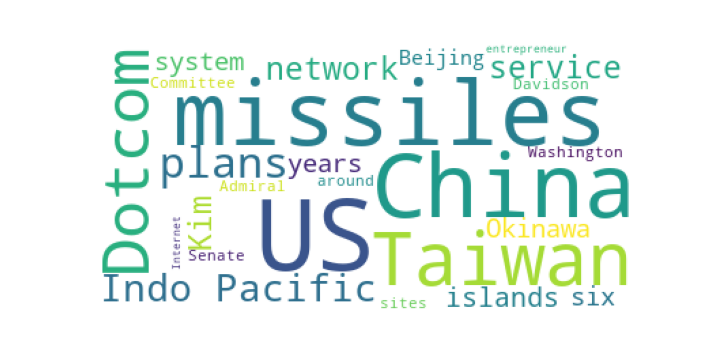 entrepreneur
system
Beijing
network
service
Committee
Davidson
Dotcom
missiles
Washington
plans
years
China
Admiral
around
Kim
US
Okinawa
Internet
Taiwan
Senate
Indo Pacific
islands
six
sites